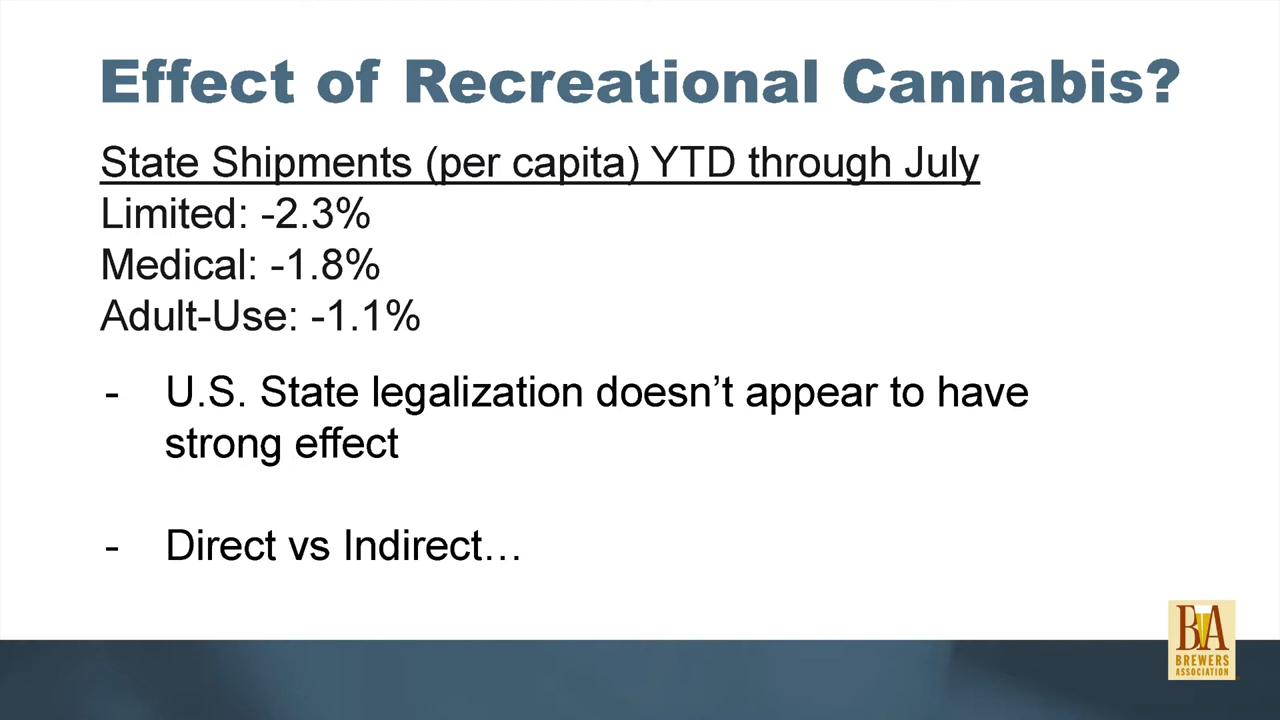 Effect of Recreational Cannabis?
State Shipments (per capita) YTD through July
Limited: -2.3%
Medical: -1.8%
Adult-Use: -1.1%
- U.S. State legalization doesn’t appear to have
strong effect
- Direct vs Indirect…
BA
BREWERS
ASSOCIATION